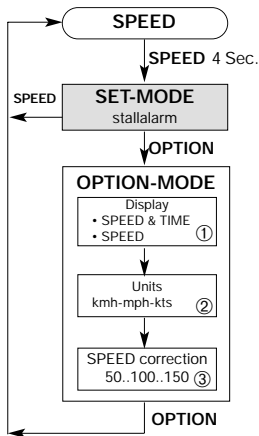 SPEED
SPEED 4 Sec.
SPEED
SET-MODE
stallalarm
OPTION
OPTION-MODE
Display
• SPEED & TIME
• SPEED ①
Units
kmh-mph-kts ②
SPEED correction
50..100..150 ③
OPTION